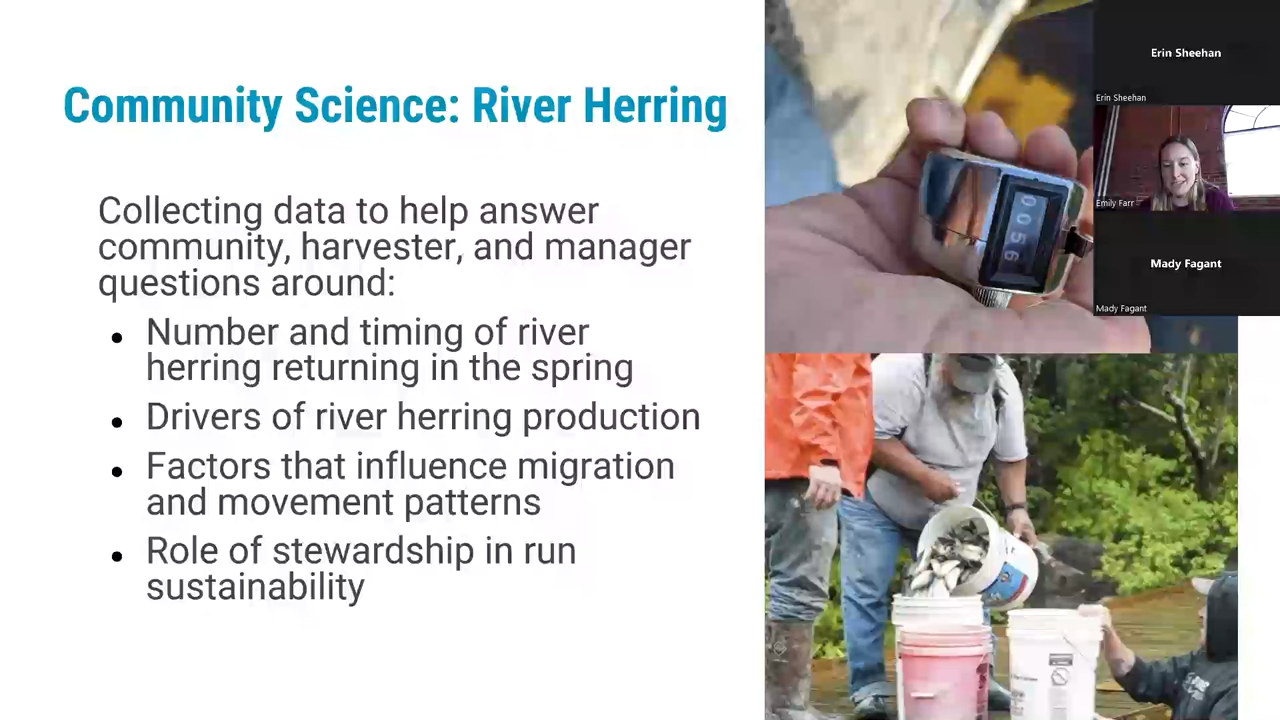 Community Science: River Herring
Collecting data to help answer
community, harvester, and manager
questions around:
• Number and timing of river
herring returning in the spring
• Drivers of river herring production
• Factors that influence migration
and movement patterns
• Role of stewardship in run
sustainability
0056
Erin Sheehan
Erin Sheehan
Emily Farr
Mady Fagant
Mady Fagant